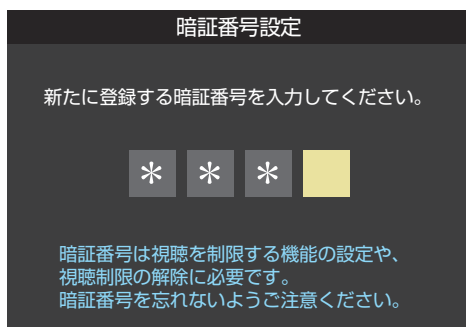 暗証番号設定
新たに登録する暗証番号を入力してください。
* * *
暗証番号は視聴を制限する機能の設定や、
視聴制限の解除に必要です。
暗証番号を忘れないようご注意ください。